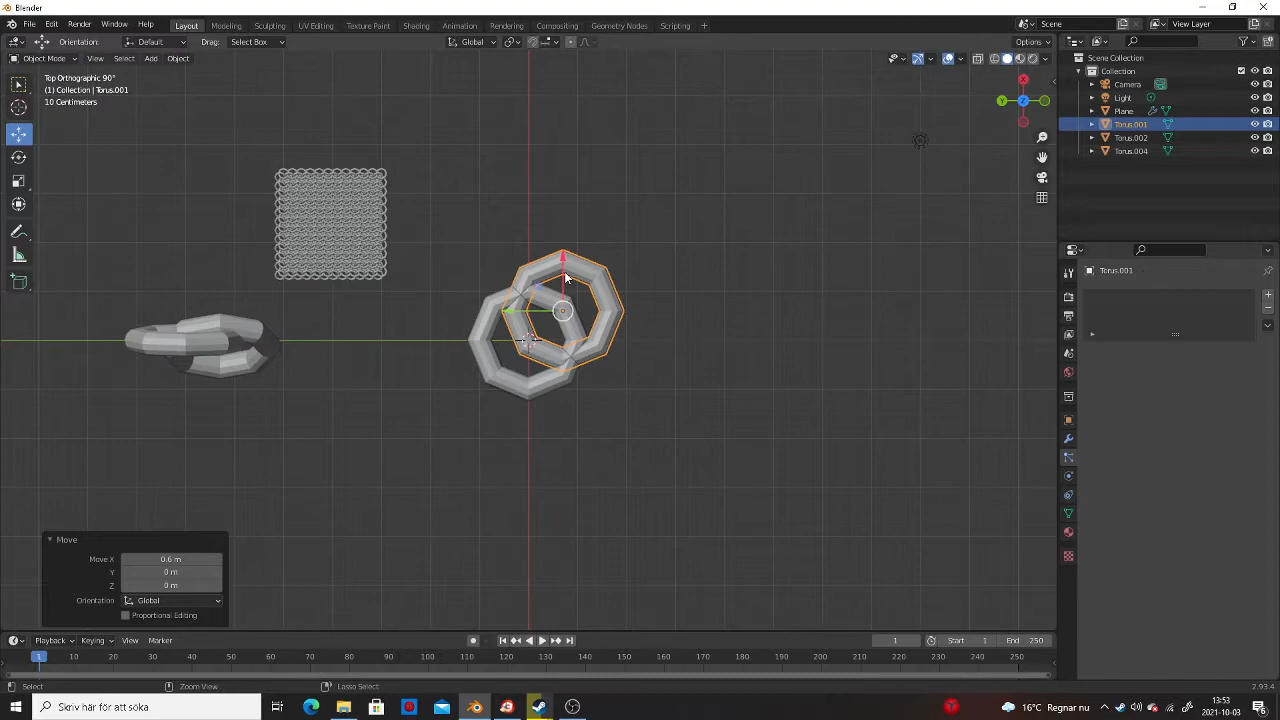 Blender
File Edit Render Window Help Layout Modeling Sculpting UV Editing Texture Paint Shading Animation Rendering Compositing Geometry Nodes Scripting + Scene View Layer
Orientation: Default Drag: Select Box Global Options
Object Mode View Select Add Object
Top Orthographic 90°
(1) Collection | Torus.001
10 Centimeters
Y Z X
Scene Collection
Collection
Camera
Light
Plane
Torus.001
Torus.002
Torus.004
Torus.001
Move
Move X 0.6 m
Y 0 m
Z 0 m
Orientation Global
Proportional Editing
Playback Keying View Marker 1 Start 1 End 250
1 10 20 30 40 50 60 70 80 90 100 110 120 130 140 150 160 170 180 190 200 210 220 230 240 250
Select Zoom View Lasso Select 2.93.4
Skriv här för att söka 16°C Regnar nu 13:53
2021-10-03